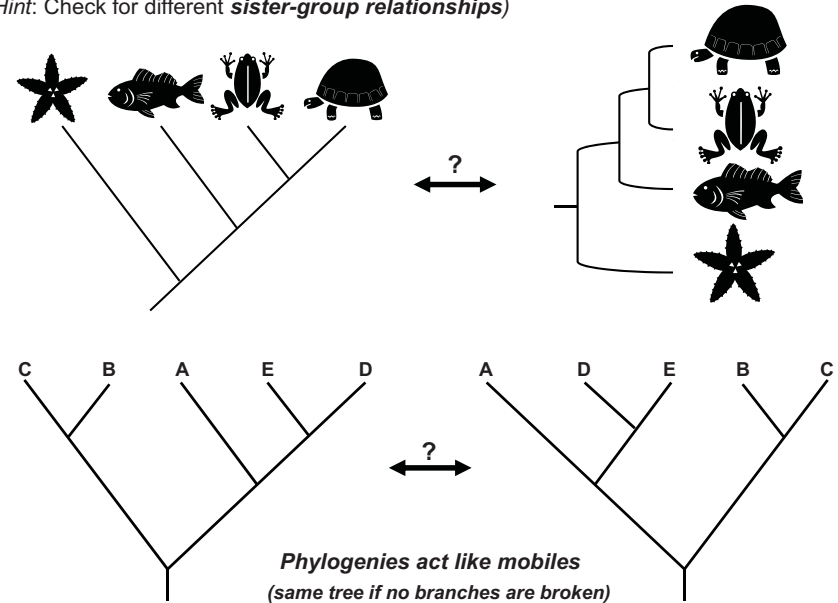 Hint: Check for different sister-group relationships)
?
C B A E D
A D E B C
?
Phylogenies act like mobiles
(same tree if no branches are broken)